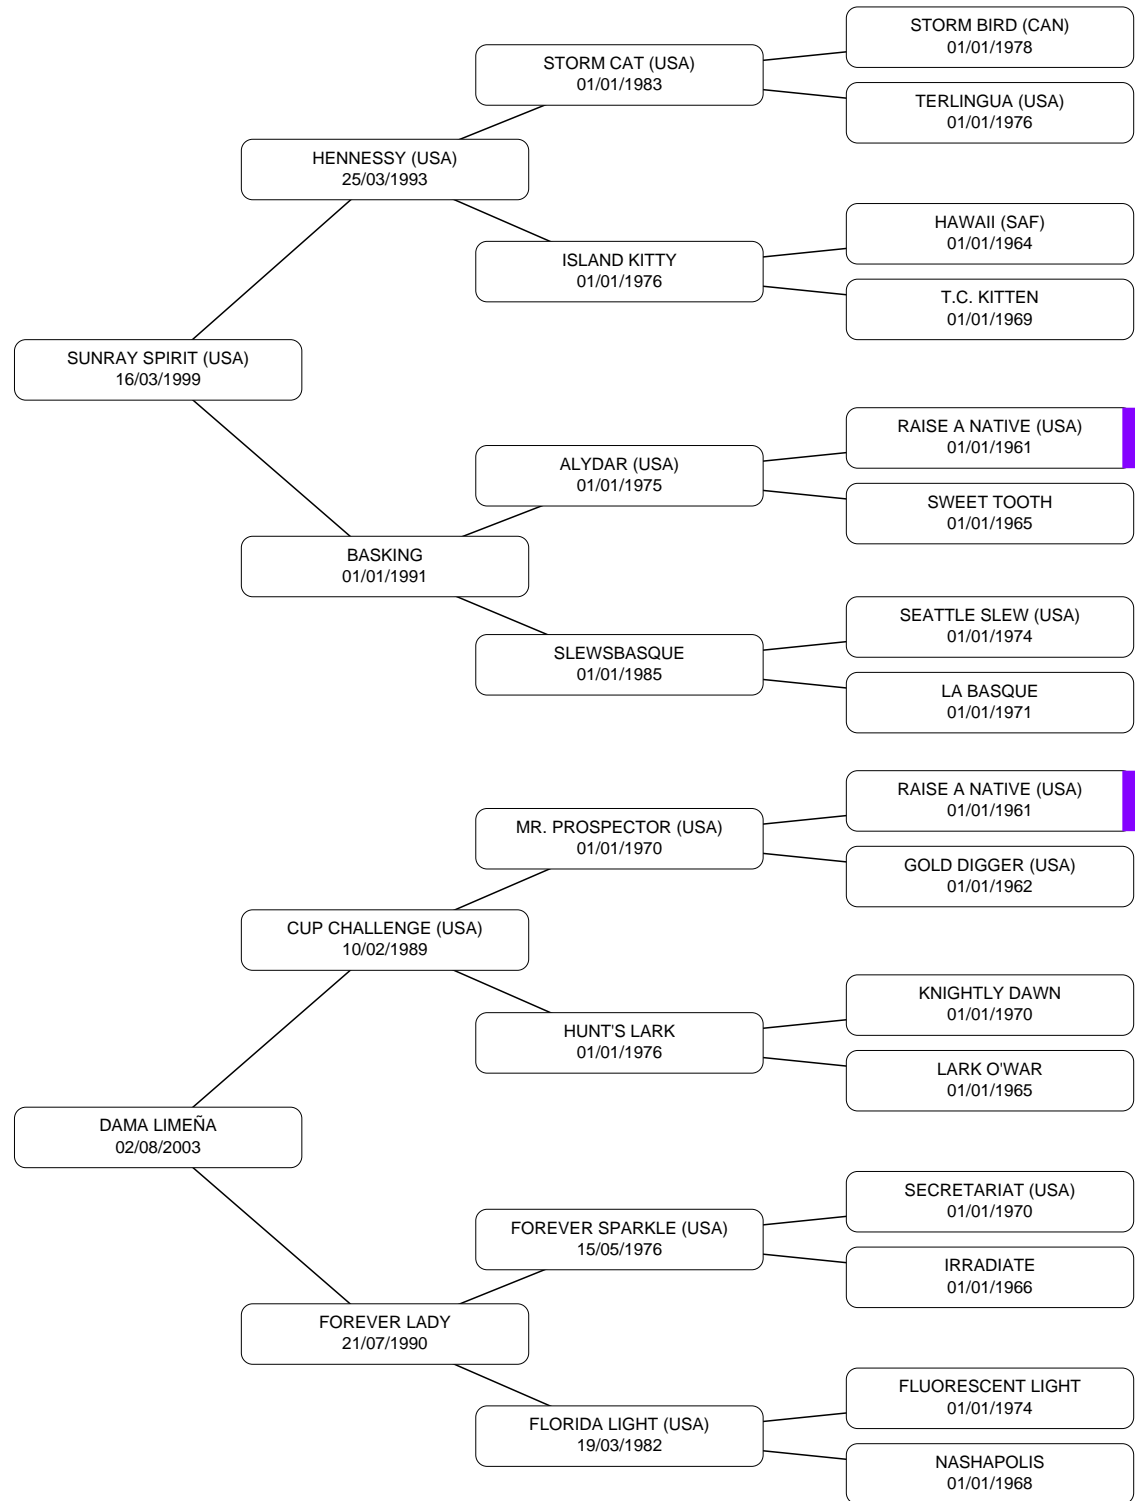 STORM BIRD (CAN)
01/01/1978
STORM CAT (USA)
01/01/1983
TERLINGUA (USA)
01/01/1976
HENNESSY (USA)
25/03/1993
HAWAII (SAF)
01/01/1964
ISLAND KITTY
01/01/1976
T.C. KITTEN
01/01/1969
SUNRAY SPIRIT (USA)
16/03/1999
RAISE A NATIVE (USA)
01/01/1961
ALYDAR (USA)
01/01/1975
SWEET TOOTH
01/01/1965
BASKING
01/01/1991
SEATTLE SLEW (USA)
01/01/1974
SLEWSBASQUE
01/01/1985
LA BASQUE
01/01/1971
RAISE A NATIVE (USA)
01/01/1961
MR. PROSPECTOR (USA)
01/01/1970
GOLD DIGGER (USA)
01/01/1962
CUP CHALLENGE (USA)
10/02/1989
KNIGHTLY DAWN
01/01/1970
HUNT'S LARK
01/01/1976
LARK O'WAR
01/01/1965
DAMA LIMEÑA
02/08/2003
SECRETARIAT (USA)
01/01/1970
FOREVER SPARKLE (USA)
15/05/1976
IRRADIATE
01/01/1966
FOREVER LADY
21/07/1990
FLUORESCENT LIGHT
01/01/1974
FLORIDA LIGHT (USA)
19/03/1982
NASHAPOLIS
01/01/1968